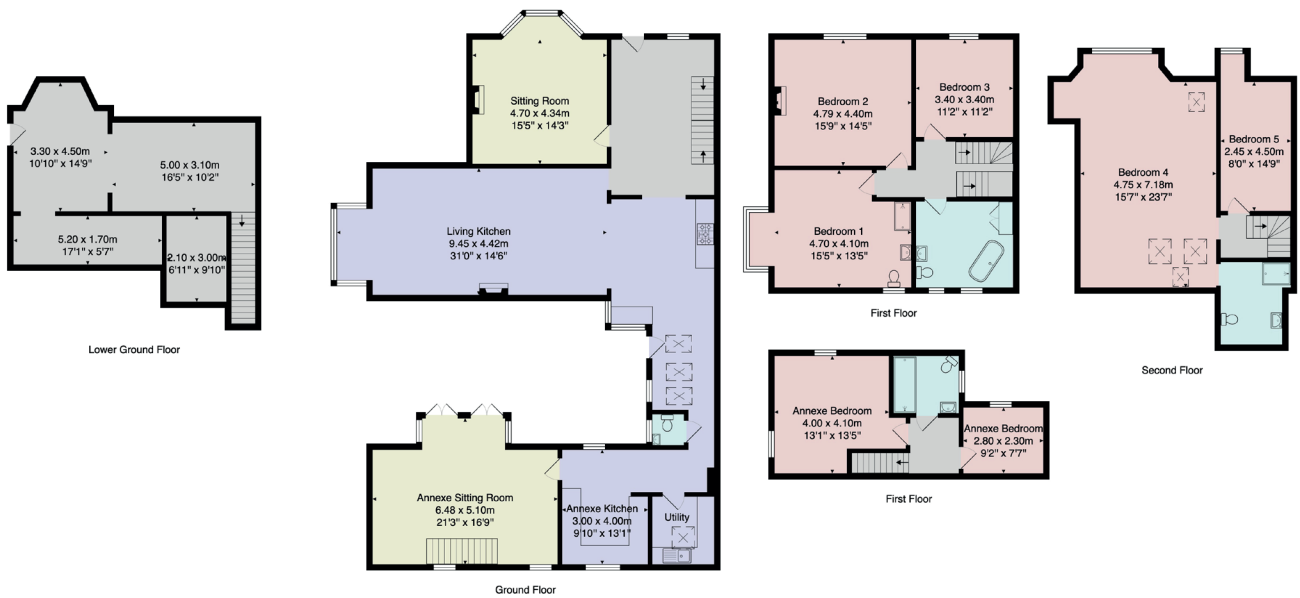 3.30 x 4.50m
10'10" x 14'9"
5.00 x 3.10m
16'5" x 10'2"
5.20 x 1.70m
17'1" x 5'7"
2.10 x 3.00m
6'11" x 9'10"
Lower Ground Floor
Sitting Room
4.70 x 4.34m
15'5" x 14'3"
Living Kitchen
9.45 x 4.42m
31'0" x 14'6"
Annexe Sitting Room
6.48 x 5.10m
21'3" x 16'9"
Annexe Kitchen
3.00 x 4.00m
9'10" x 13'1"
Utility
Ground Floor
Bedroom 2
4.79 x 4.40m
15'9" x 14'5"
Bedroom 3
3.40 x 3.40m
11'2" x 11'2"
Bedroom 1
4.70 x 4.10m
15'5" x 13'5"
First Floor
Annexe Bedroom
4.00 x 4.10m
13'1" x 13'5"
Annexe Bedroom
2.80 x 2.30m
9'2" x 7'7"
First Floor
Bedroom 4
4.75 x 7.18m
15'7" x 23'7"
Bedroom 5
2.45 x 4.50m
8'0" x 14'9"
Second Floor